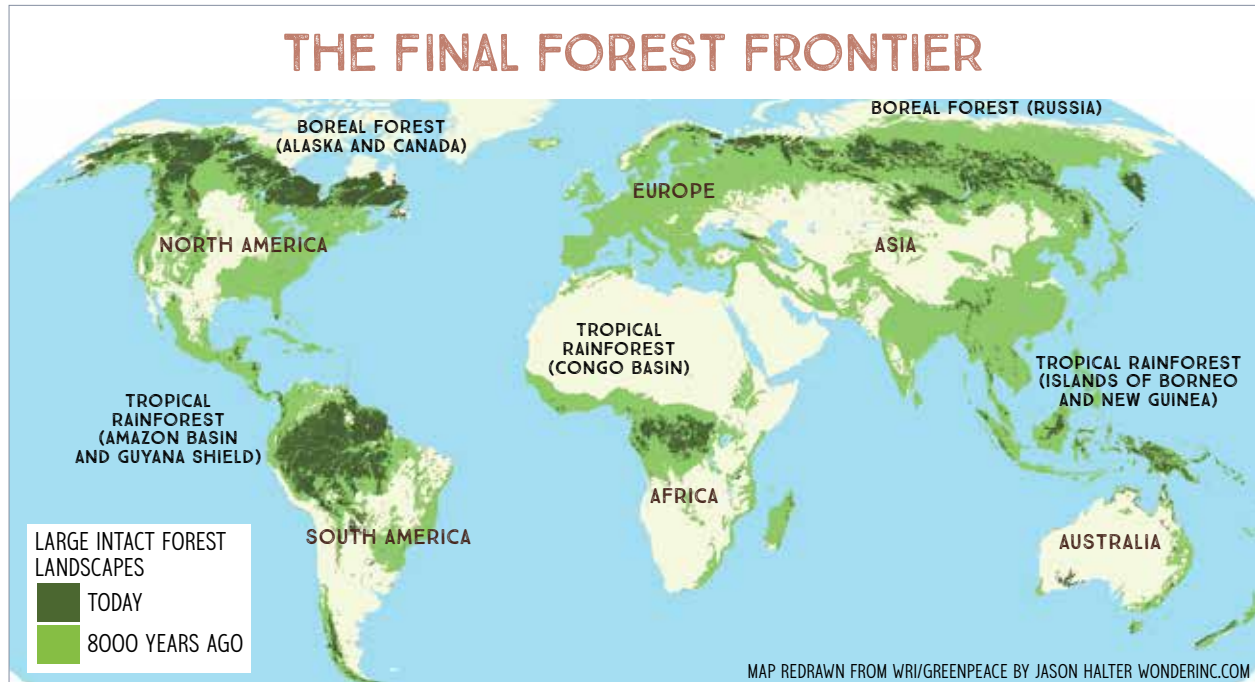 THE FINAL FOREST FRONTIER
BOREAL FOREST
(ALASKA AND CANADA)
BOREAL FOREST (RUSSIA)
EUROPE
NORTH AMERICA
ASIA
TROPICAL
RAINFOREST
(CONGO BASIN)
TROPICAL RAINFOREST
(ISLANDS OF BORNEO
AND NEW GUINEA)
TROPICAL
RAINFOREST
(AMAZON BASIN
AND GUYANA SHIELD)
AFRICA
SOUTH AMERICA
AUSTRALIA
LARGE INTACT FOREST
LANDSCAPES
TODAY
8000 YEARS AGO
MAP REDRAWN FROM WRI/GREENPEACE BY JASON HALTER WONDERINC.COM